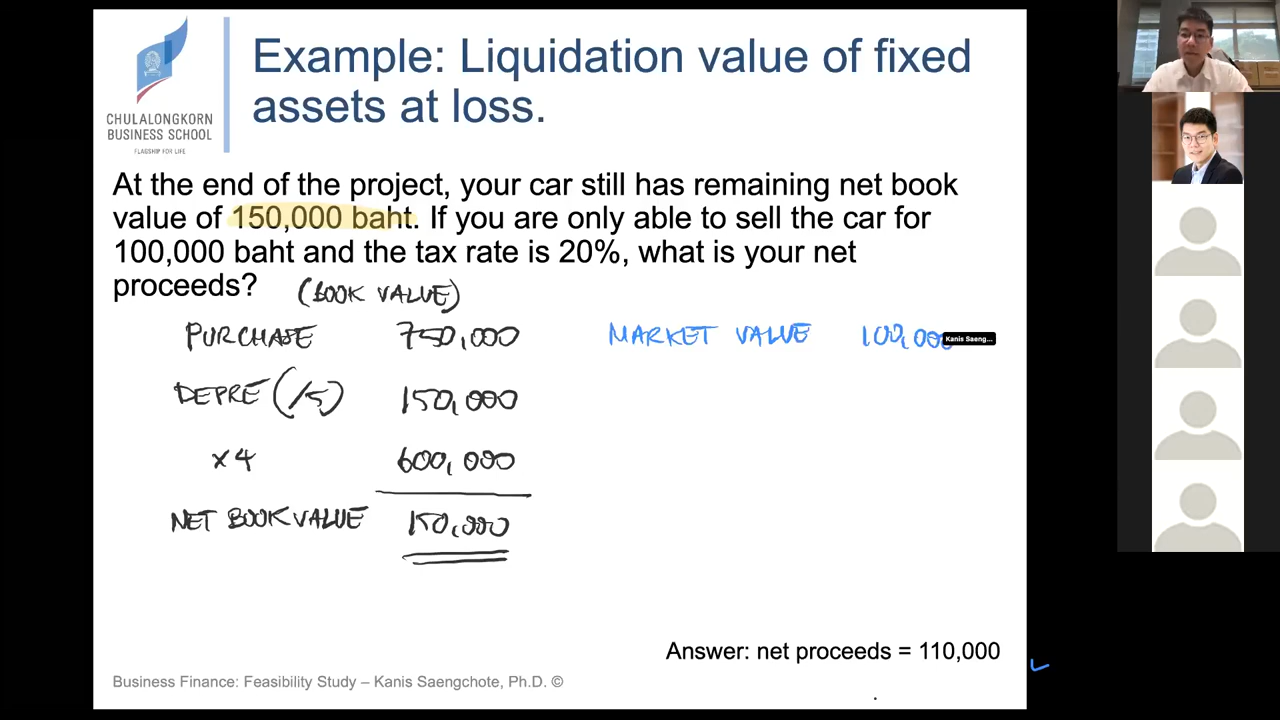 CHULALONGKORN
BUSINESS SCHOOL
FLAGSHIP FOR LIFE
Example: Liquidation value of fixed
assets at loss.
At the end of the project, your car still has remaining net book
value of 150,000 baht. If you are only able to sell the car for
100,000 baht and the tax rate is 20%, what is your net
proceeds?
(BOOK VALUE)
PURCHASE 750,000 MARKET VALUE 100,000
Kanis Saeng...
DEPRE (/5) 150,000
x4 600,000
NET BOOK VALUE 150,000
Answer: net proceeds = 110,000
Business Finance: Feasibility Study – Kanis Saengchote, Ph.D. ©